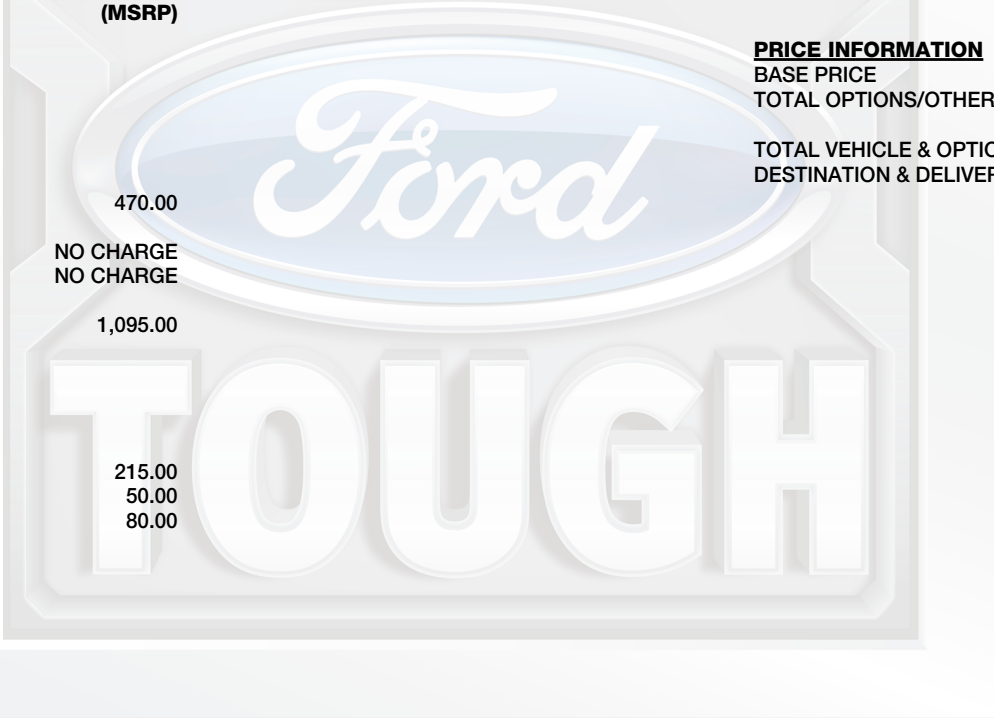 (MSRP)
470.00
NO CHARGE
NO CHARGE
1,095.00
215.00
50.00
80.00
PRICE INFORMATION
BASE PRICE
TOTAL OPTIONS/OTHER
TOTAL VEHICLE & OPTIO
DESTINATION & DELIVER
Ford
TOUGH